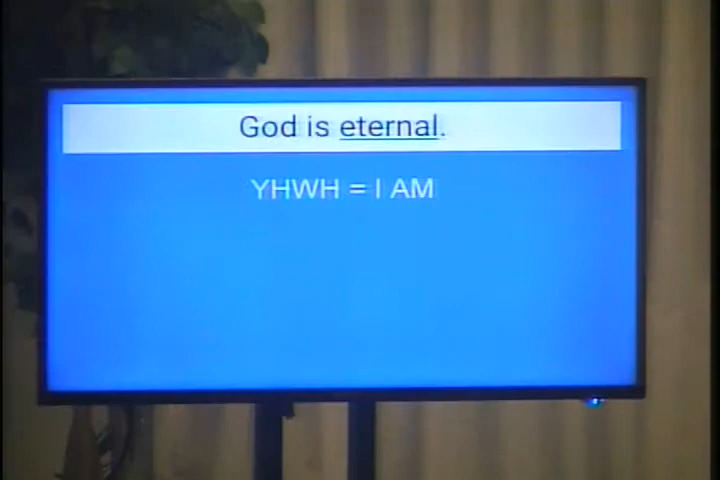 God is eternal.
YHWH = I AM